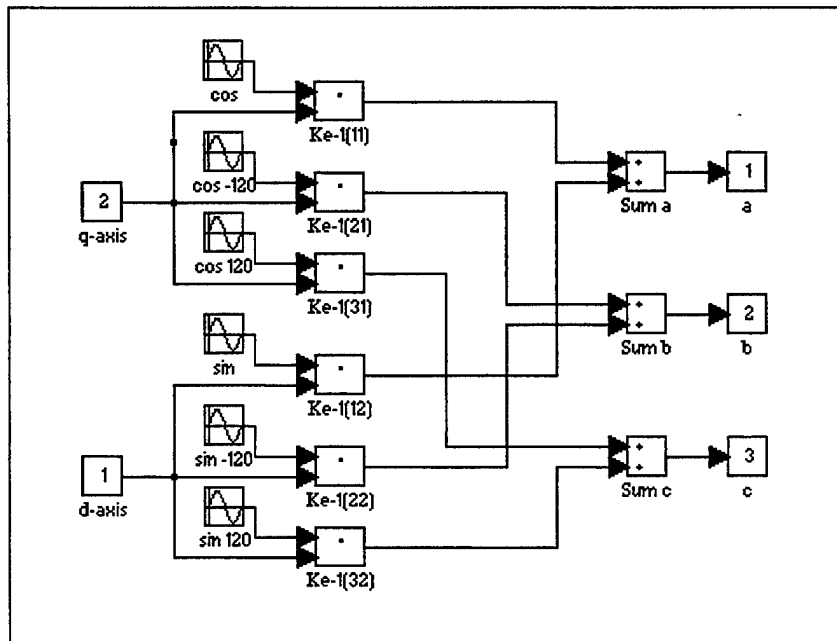 cos
Ke-1(11)
cos -120
2
q-axis
Ke-1(21)
cos 120
Ke-1(31)
sin
Ke-1(12)
sin -120
1
d-axis
Ke-1(22)
sin 120
Ke-1(32)
+
+
Sum a
1
a
+
+
Sum b
2
b
+
+
Sum c
3
c